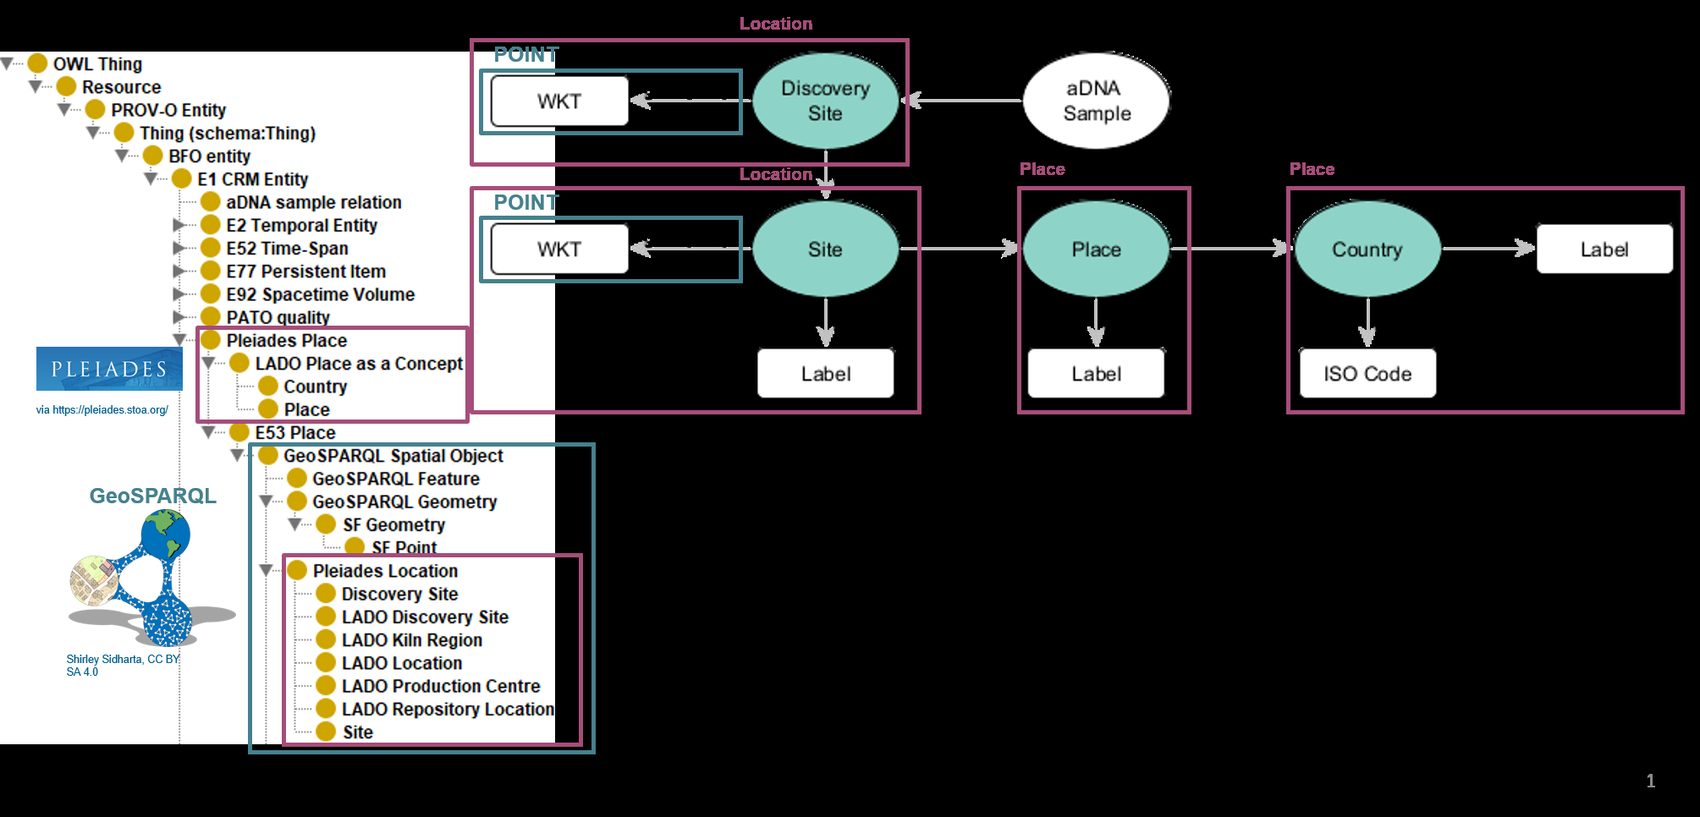 OWL Thing
Resource
PROV-O Entity
Thing (schema:Thing)
BFO entity
E1 CRM Entity
aDNA sample relation
E2 Temporal Entity
E52 Time-Span
E77 Persistent Item
E92 Spacetime Volume
PATO quality
Pleiades Place
LADO Place as a Concept
Country
Place
E53 Place
GeoSPARQL Spatial Object
GeoSPARQL Feature
GeoSPARQL Geometry
SF Geometry
SF Point
Pleiades Location
Discovery Site
LADO Discovery Site
LADO Kiln Region
LADO Location
LADO Production Centre
LADO Repository Location
Site
PLEIADES
via https://pleiades.stoa.org/
GeoSPARQL
Shirley Sidharta, CC BY
SA 4.0
Location
POINT
WKT
Discovery
Site
aDNA
Sample
Location
POINT
WKT
Site
Label
Place
Place
Label
Place
Country
Label
ISO Code
1